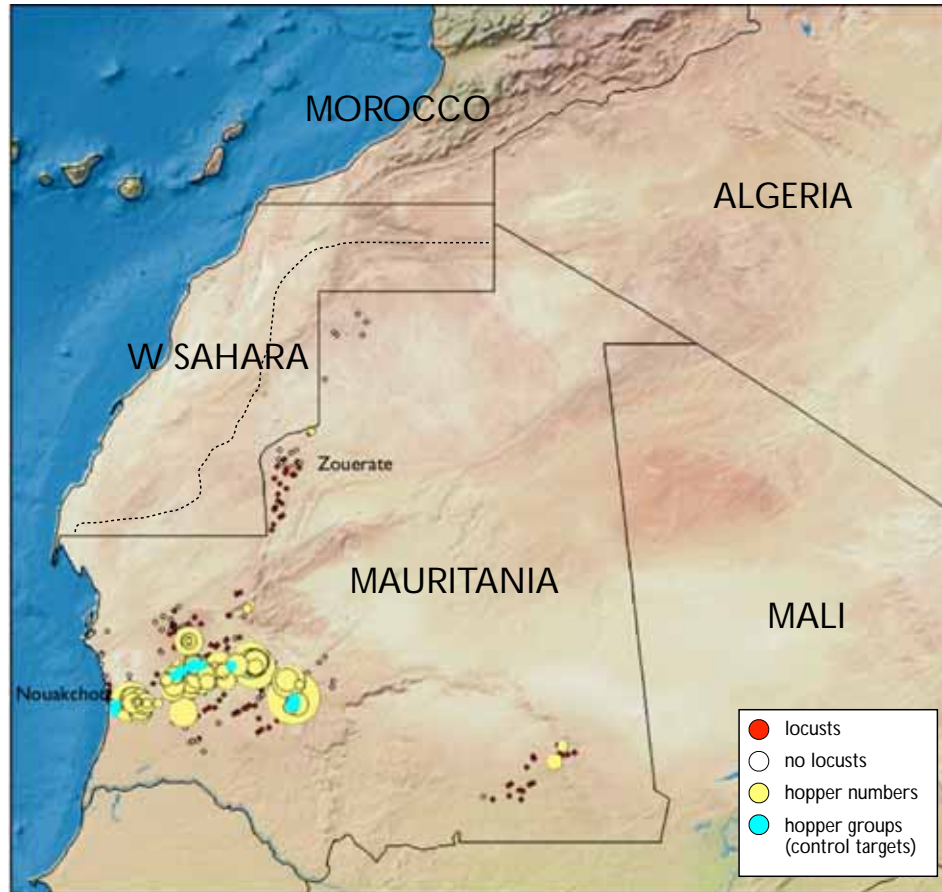 MOROCCO
ALGERIA
W SAHARA
Zouerate
MAURITANIA
MALI
Nouakchott
locusts
no locusts
hopper numbers
hopper groups
(control targets)